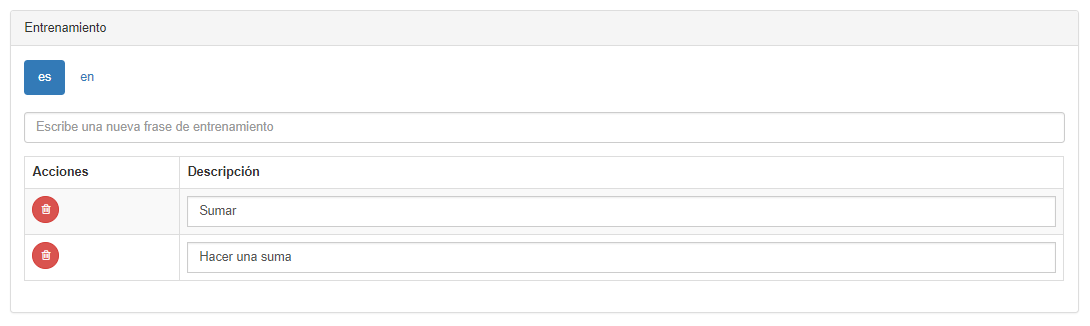 Entrenamiento
es en
Escribe una nueva frase de entrenamiento
Acciones Descripción
Sumar
Hacer una suma